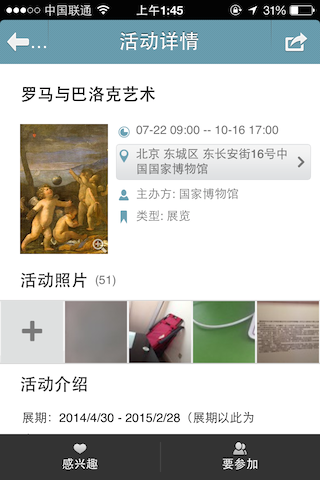 中国联通 上午1:45 31%
... 活动详情
罗马与巴洛克艺术
07-22 09:00 -- 10-16 17:00
北京 东城区 东长安街16号中
国国家博物馆
主办方: 国家博物馆
类型: 展览
活动照片 (51)
活动介绍
展期：2014/4/30 - 2015/2/28（展期以此为
感兴趣 要参加